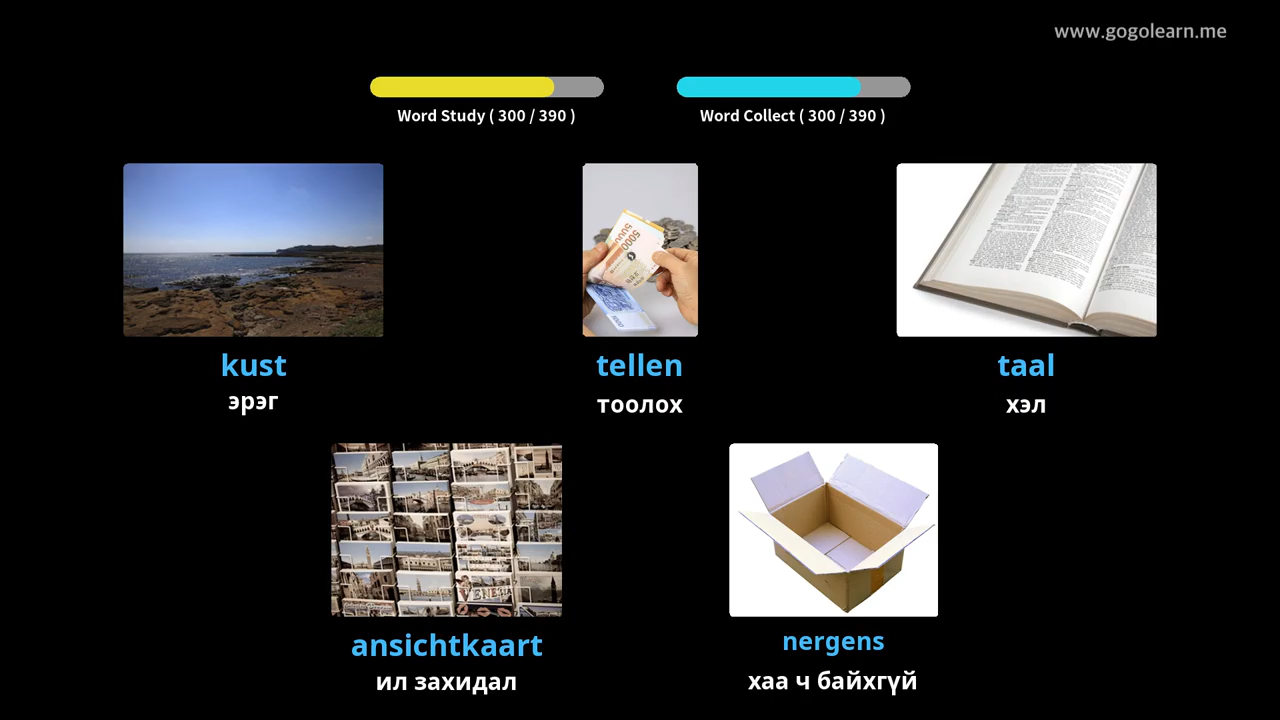 www.gogolearn.me
Word Study ( 300 / 390 )
Word Collect ( 300 / 390 )
5000
kust
tellen
taal
эрэг
тоолох
хэл
ansichtkaart
nergens
ил захидал
хаа ч байхгүй